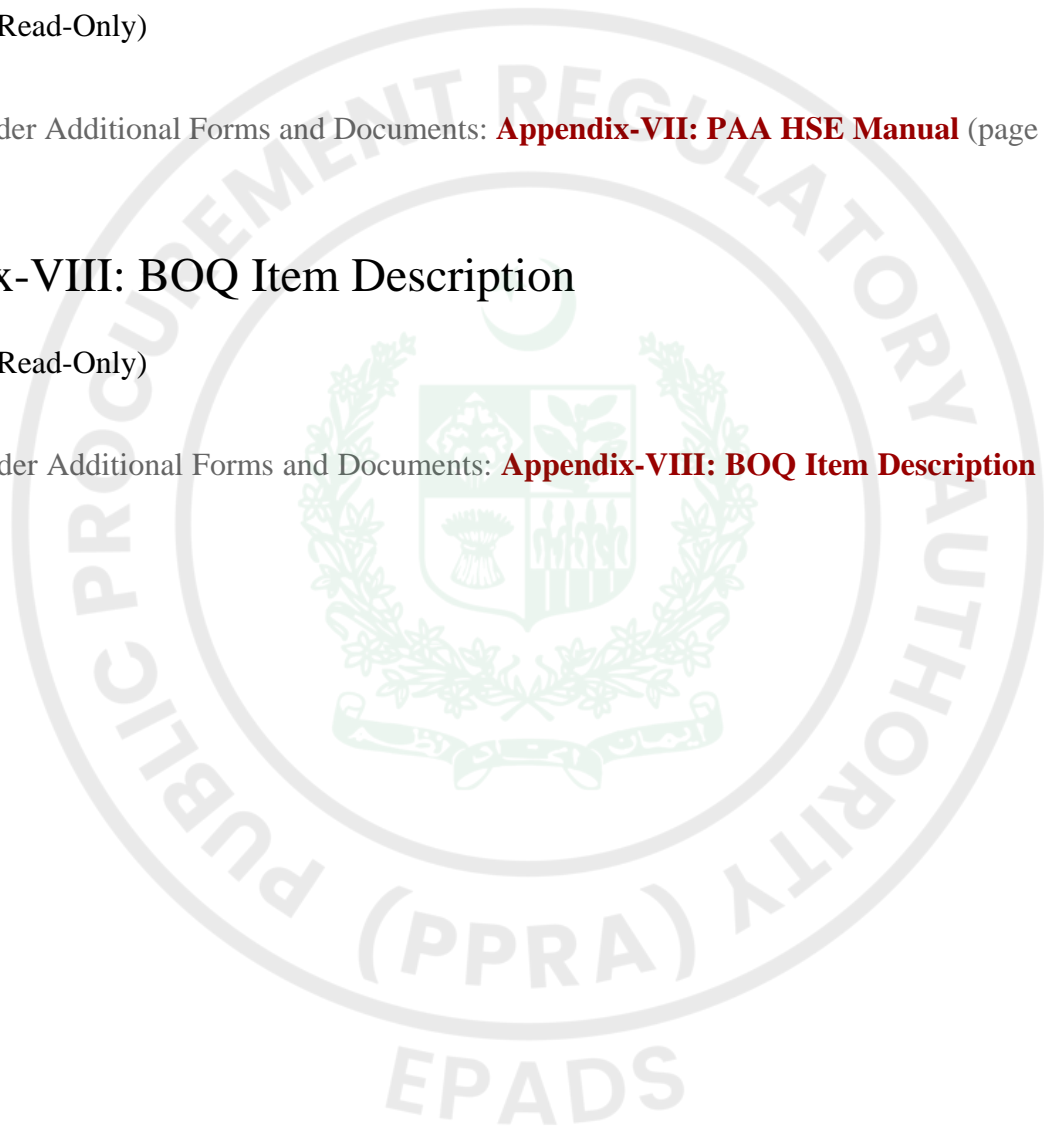 Read-Only)
der Additional Forms and Documents: Appendix-VII: PAA HSE Manual (page
x-VIII: BOQ Item Description
Read-Only)
der Additional Forms and Documents: Appendix-VIII: BOQ Item Description
PUBLIC PROCUREMENT REGULATORY AUTHORITY
(PPRA)
EPADS